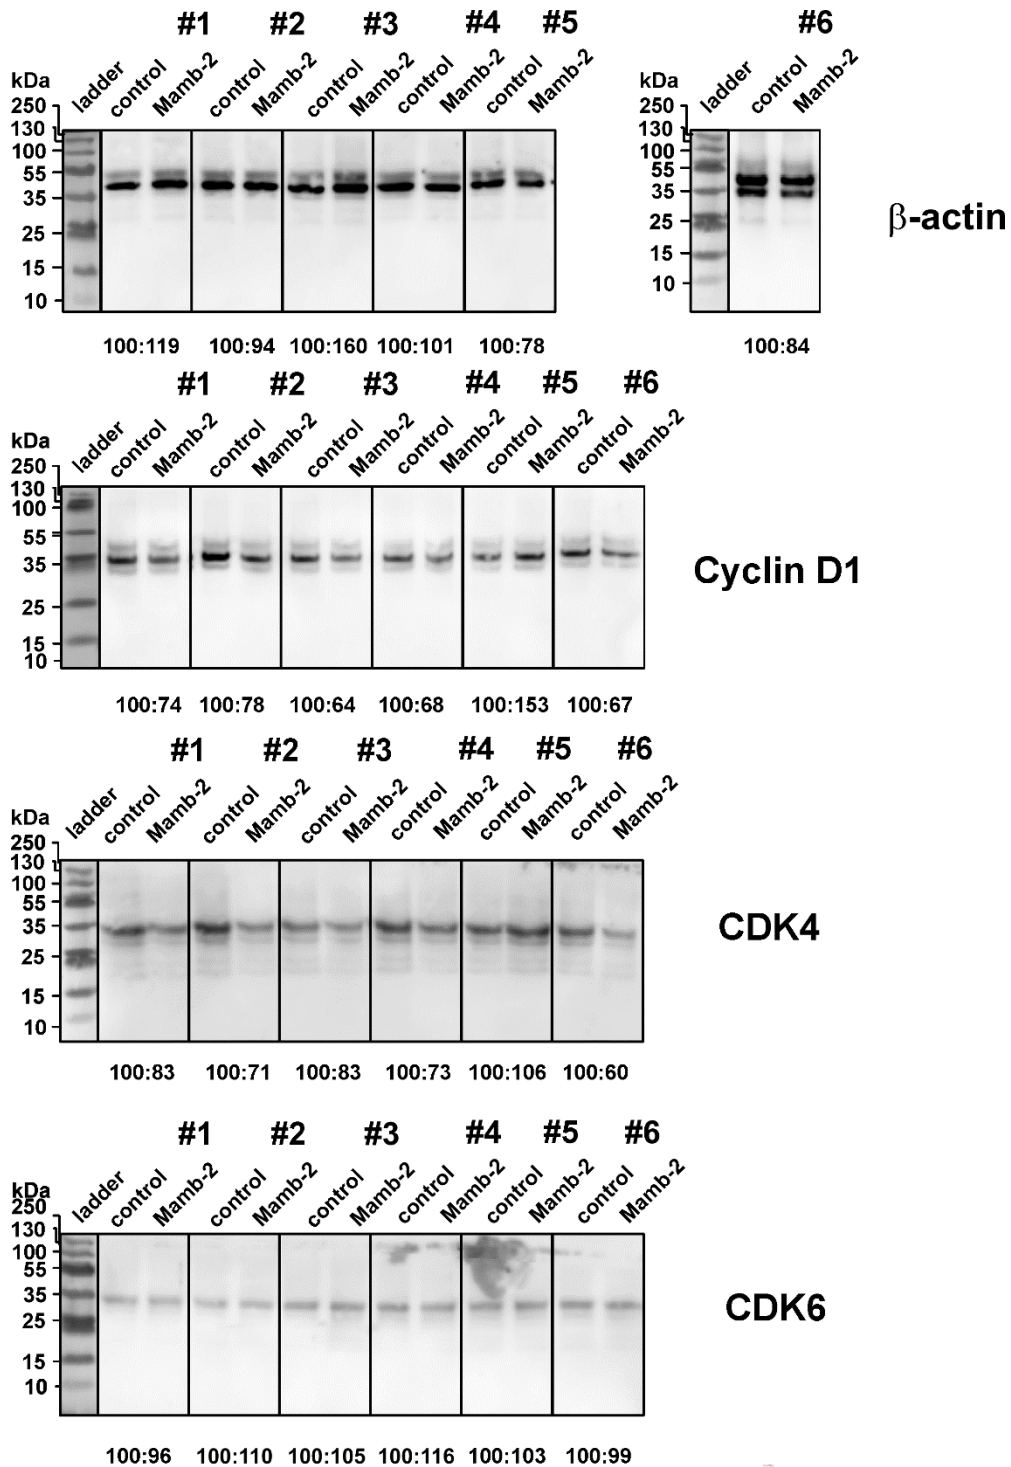 #1 #2 #3 #4 #5 #6
kDa ladder control Mamb-2 control Mamb-2 control Mamb-2 control Mamb-2 control Mamb-2 kDa ladder control Mamb-2
250 250
130 130
100 100
55 55
35 35
25 25
15 15
10 10
β-actin
100:119 100:94 100:160 100:101 100:78 100:84
#1 #2 #3 #4 #5 #6
kDa ladder control Mamb-2 control Mamb-2 control Mamb-2 control Mamb-2 control Mamb-2 control Mamb-2
250
130
100
55
35
25
15
10
Cyclin D1
100:74 100:78 100:64 100:68 100:153 100:67
#1 #2 #3 #4 #5 #6
kDa ladder control Mamb-2 control Mamb-2 control Mamb-2 control Mamb-2 control Mamb-2 control Mamb-2
250
130
100
55
35
25
15
10
CDK4
100:83 100:71 100:83 100:73 100:106 100:60
#1 #2 #3 #4 #5 #6
kDa ladder control Mamb-2 control Mamb-2 control Mamb-2 control Mamb-2 control Mamb-2 control Mamb-2
250
130
100
55
35
25
15
10
CDK6
100:96 100:110 100:105 100:116 100:103 100:99